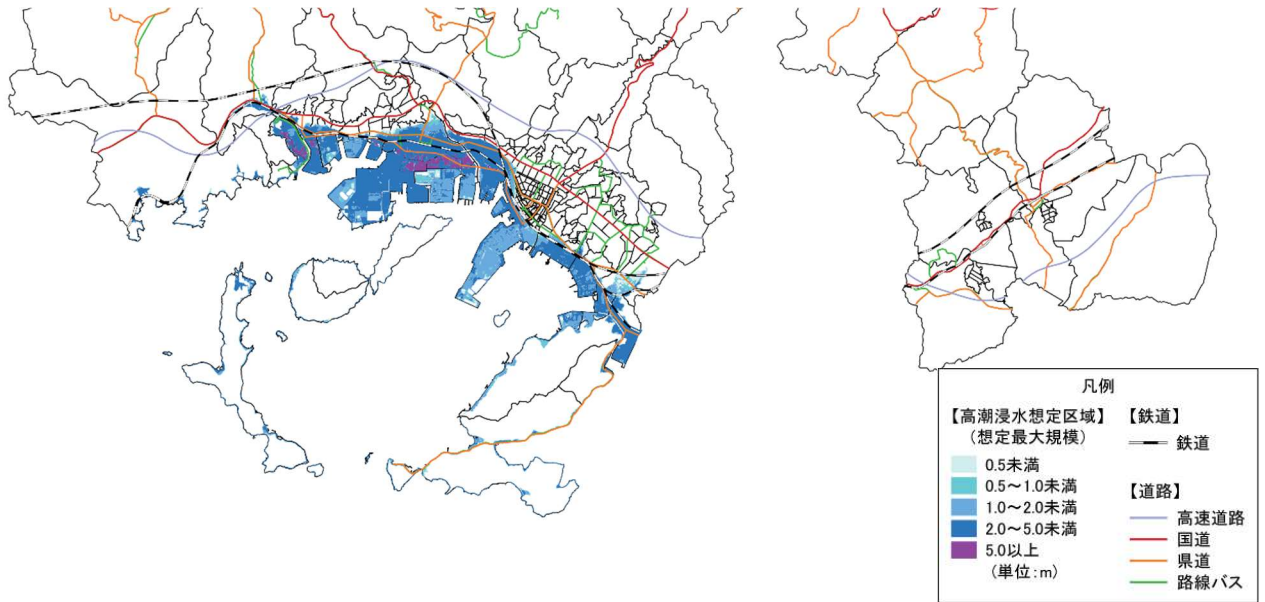 凡例
【高潮浸水想定区域】
(想定最大規模)
0.5未満
0.5～1.0未満
1.0～2.0未満
2.0～5.0未満
5.0以上
(単位:m)
【鉄道】
鉄道
【道路】
高速道路
国道
県道
路線バス